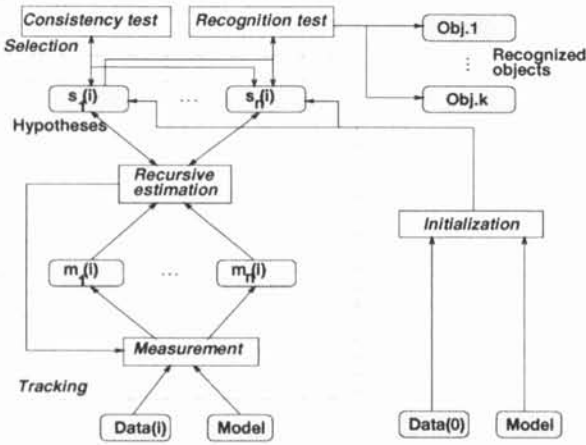 Consistency test
Recognition test
Obj.1
Selection
Recognized
objects
s1(i)
...
sn(i)
Obj.k
Hypotheses
Recursive
estimation
Initialization
m1(i)
...
mn(i)
Measurement
Tracking
Data(i)
Model
Data(0)
Model